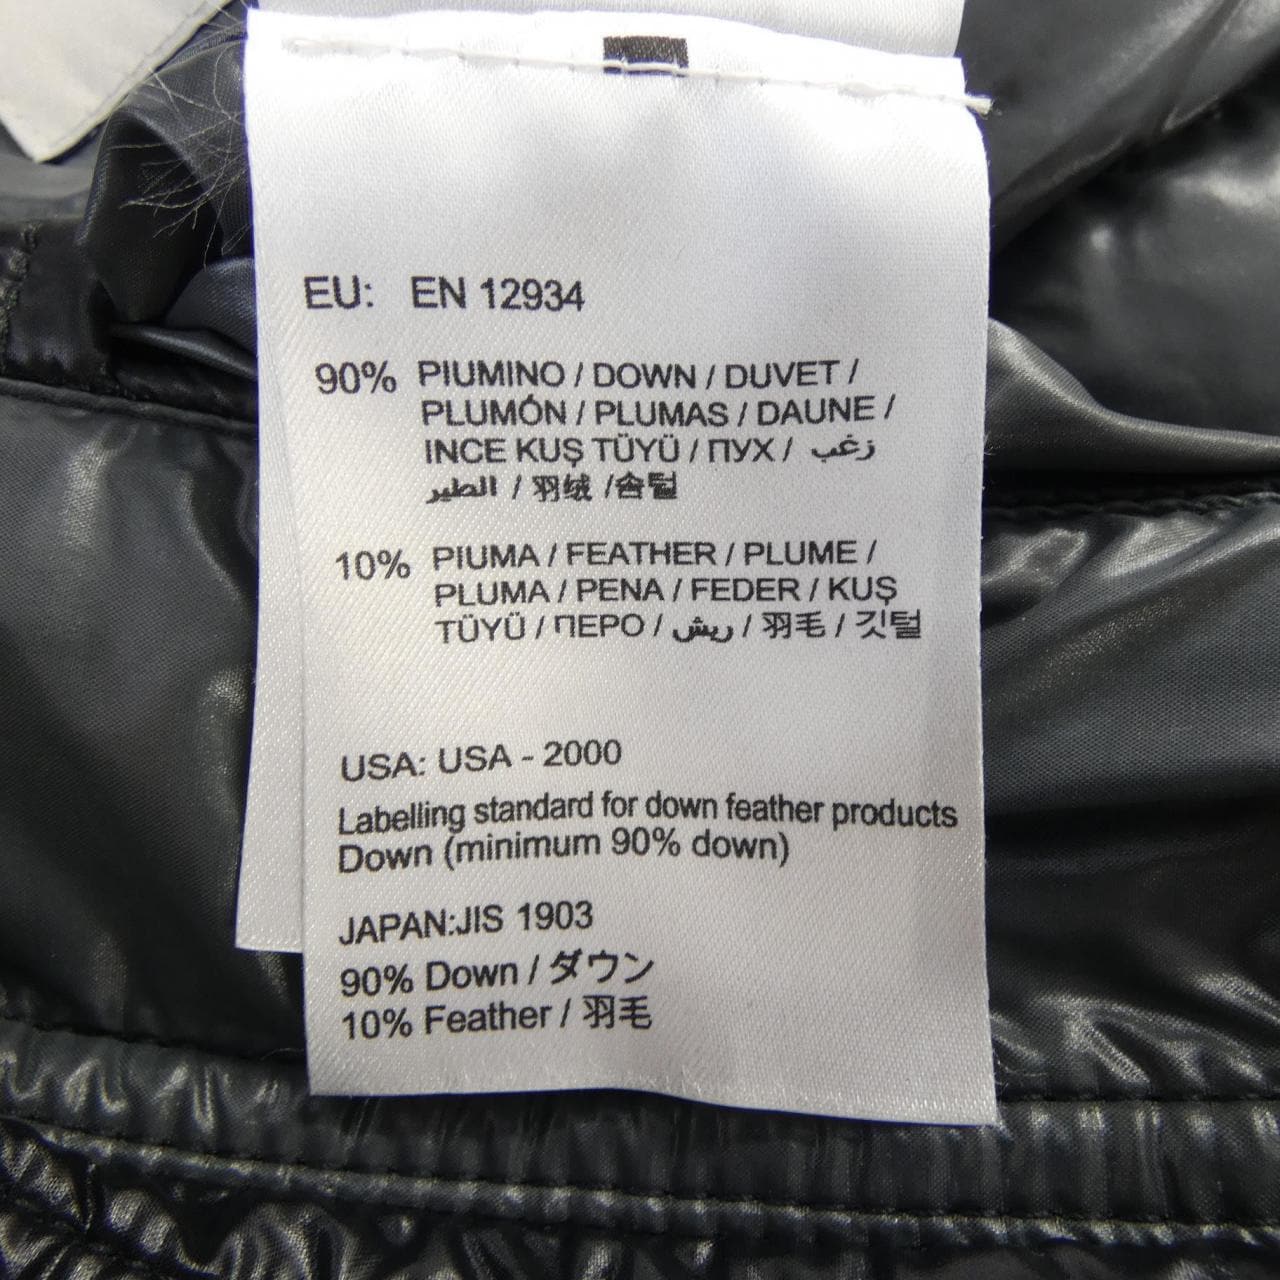 EU: EN 12934
90% PIUMINO / DOWN / DUVET /
PLUMÓN / PLUMAS / DAUNE /
INCE KUŞ TÜYÜ / ПУХ / زغب
الطير / 羽绒 /솜털
10% PIUMA / FEATHER / PLUME /
PLUMA / PENA / FEDER / KUŞ
TÜYÜ / ПЕРО / ريش / 羽毛 / 깃털
USA: USA - 2000
Labelling standard for down feather products
Down (minimum 90% down)
JAPAN:JIS 1903
90% Down / ダウン
10% Feather / 羽毛